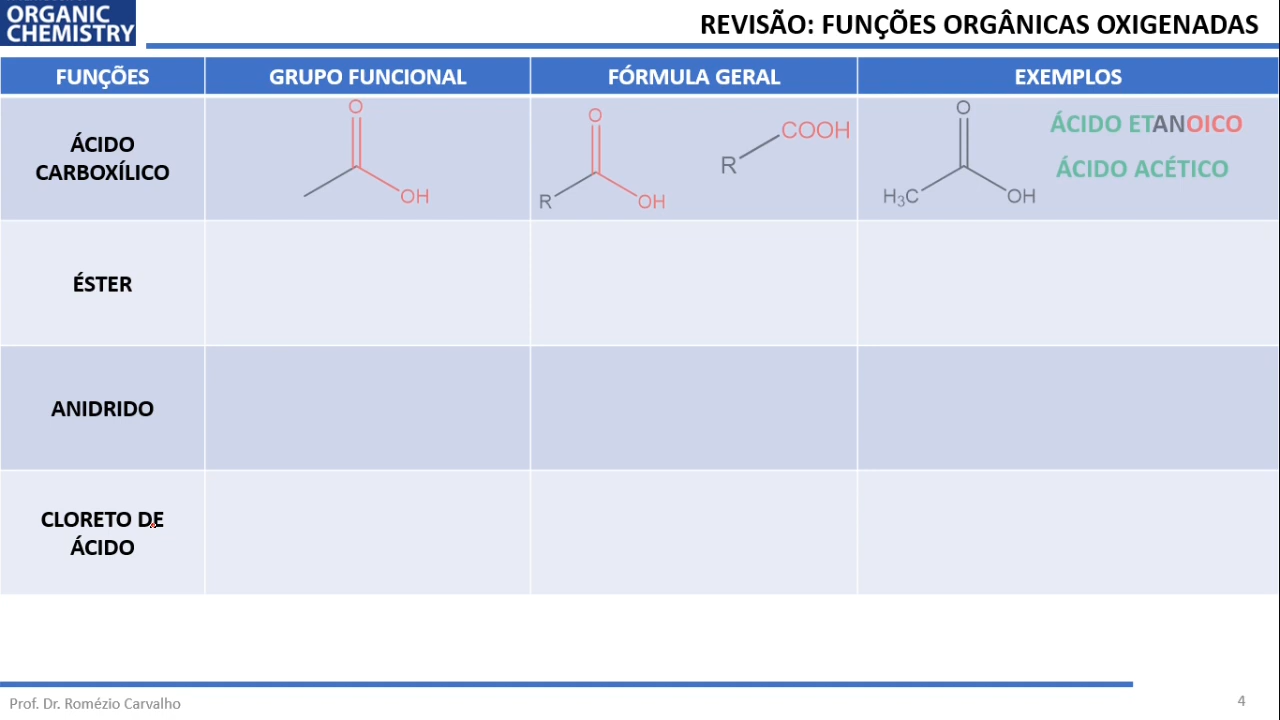 ORGANIC
CHEMISTRY
REVISÃO: FUNÇÕES ORGÂNICAS OXIGENADAS
FUNÇÕES
GRUPO FUNCIONAL
FÓRMULA GERAL
EXEMPLOS
ÁCIDO
CARBOXÍLICO
O
OH
O
R
OH
R
COOH
O
H₃C
OH
ÁCIDO ETANOICO
ÁCIDO ACÉTICO
ÉSTER
ANIDRIDO
CLORETO DE
ÁCIDO
Prof. Dr. Romézio Carvalho
4